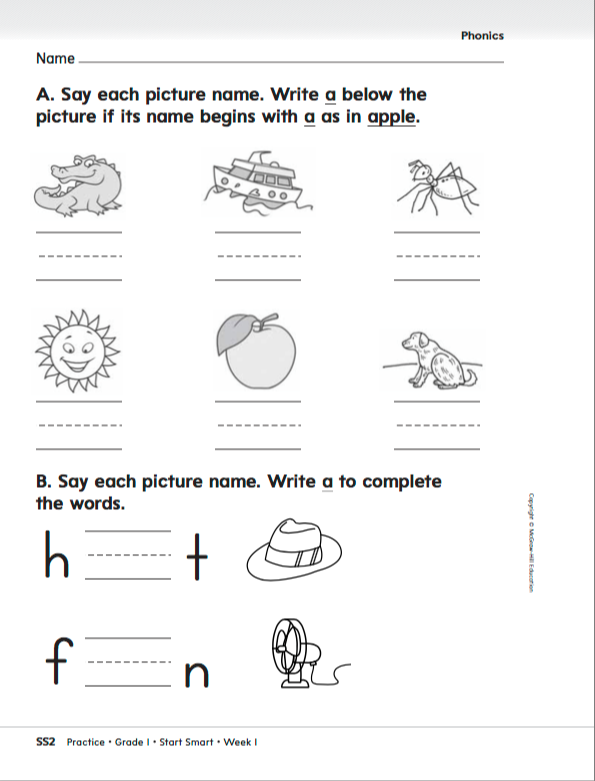 Phonics
Name
A. Say each picture name. Write a below the
picture if its name begins with a as in apple.
B. Say each picture name. Write a to complete
the words.
h t
f n
Copyright © McGraw-Hill Education
SS2 Practice • Grade 1 • Start Smart • Week 1